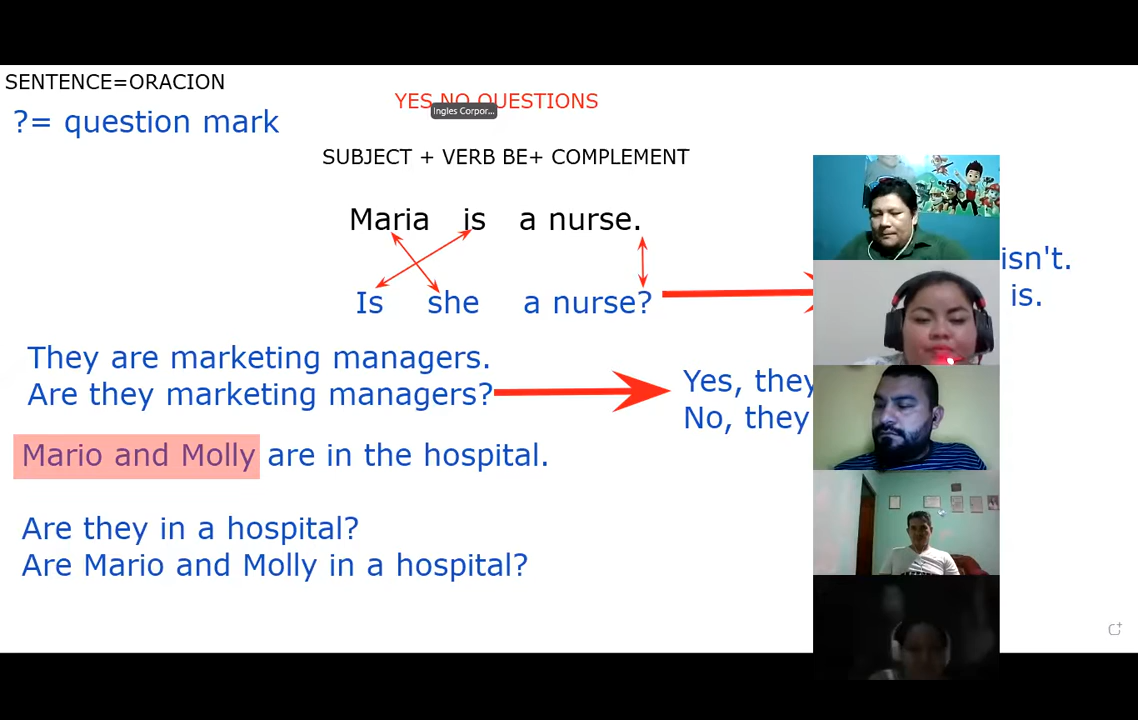 SENTENCE=ORACION
?= question mark
YES NO QUESTIONS
Ingles Corpor...
SUBJECT + VERB BE+ COMPLEMENT
Maria is a nurse.
isn't.
is.
Is she a nurse?
They are marketing managers.
Are they marketing managers?
Yes, they
No, they
Mario and Molly are in the hospital.
Are they in a hospital?
Are Mario and Molly in a hospital?